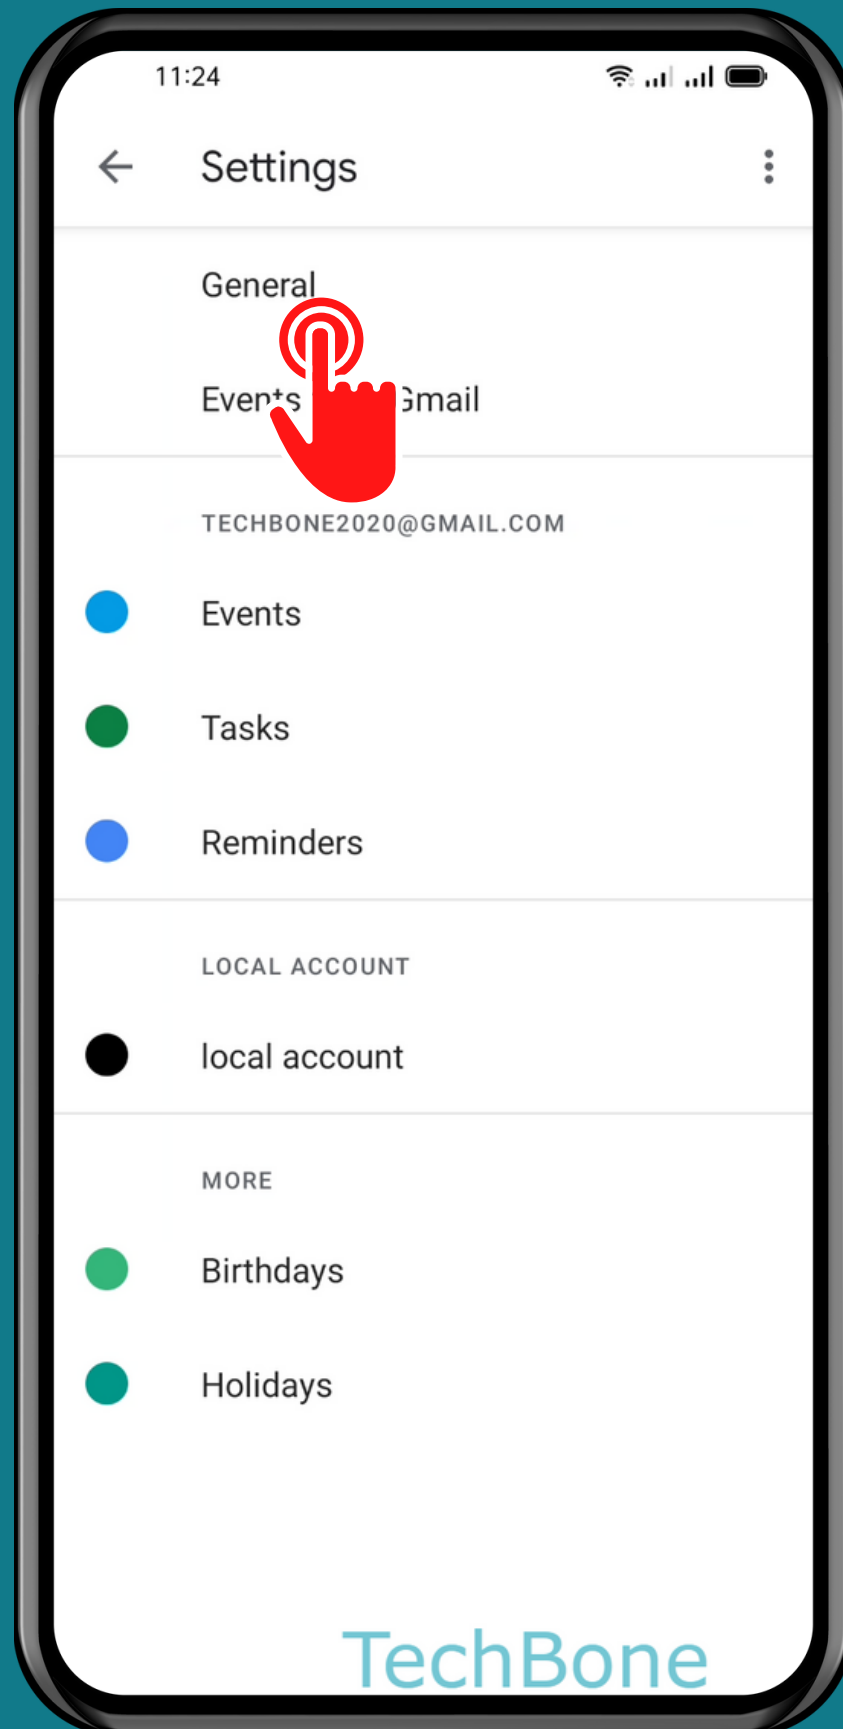 11:24
Settings
General
Events Gmail
TECHBONE2020@GMAIL.COM
Events
Tasks
Reminders
LOCAL ACCOUNT
local account
MORE
Birthdays
Holidays
TechBone